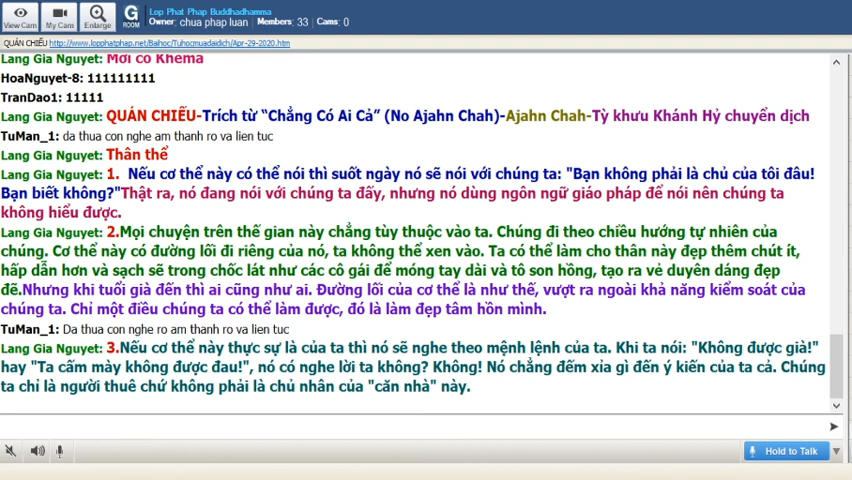 View Cam
My Cams
Enlarge
G
ROOM
Lop Phat Phap Buddhadhamma
Owner: chua phap luan Members: 33 Cams: 0
QUÁN CHIẾU http://www.lopphatphap.net/Baihoc/Tuhocmuadaidich/Apr-29-2020.htm
Lang Gia Nguyet: Mới có Khema
HoaNguyet-8: 111111111
TranDao1: 11111
Lang Gia Nguyet: QUÁN CHIẾU-Trích từ “Chẳng Có Ai Cả” (No Ajahn Chah)-Ajahn Chah-Tỳ khưu Khánh Hỷ chuyển dịch
TuMan_1: da thua con nghe am thanh ro va lien tuc
Lang Gia Nguyet: Thân thể
Lang Gia Nguyet: 1. Nếu cơ thể này có thể nói thì suốt ngày nó sẽ nói với chúng ta: "Bạn không phải là chủ của tôi đâu!
Bạn biết không?"Thật ra, nó đang nói với chúng ta đấy, nhưng nó dùng ngôn ngữ giáo pháp để nói nên chúng ta
không hiểu được.
Lang Gia Nguyet: 2.Mọi chuyện trên thế gian này chẳng tùy thuộc vào ta. Chúng đi theo chiều hướng tự nhiên của
chúng. Cơ thể này có đường lối đi riêng của nó, ta không thể xen vào. Ta có thể làm cho thân này đẹp thêm chút ít,
hấp dẫn hơn và sạch sẽ trong chốc lát như các cô gái để móng tay dài và tô son hồng, tạo ra vẻ duyên dáng đẹp
đẽ.Nhưng khi tuổi già đến thì ai cũng như ai. Đường lối của cơ thể là như thế, vượt ra ngoài khả năng kiểm soát của
chúng ta. Chỉ một điều chúng ta có thể làm được, đó là làm đẹp tâm hồn mình.
TuMan_1: Da thua con nghe ro am thanh ro va lien tuc
Lang Gia Nguyet: 3.Nếu cơ thể này thực sự là của ta thì nó sẽ nghe theo mệnh lệnh của ta. Khi ta nói: "Không được già!"
hay "Ta cấm mày không được đau!", nó có nghe lời ta không? Không! Nó chẳng đếm xỉa gì đến ý kiến của ta cả. Chúng
ta chỉ là người thuê chứ không phải là chủ nhân của "căn nhà" này.
Hold to Talk